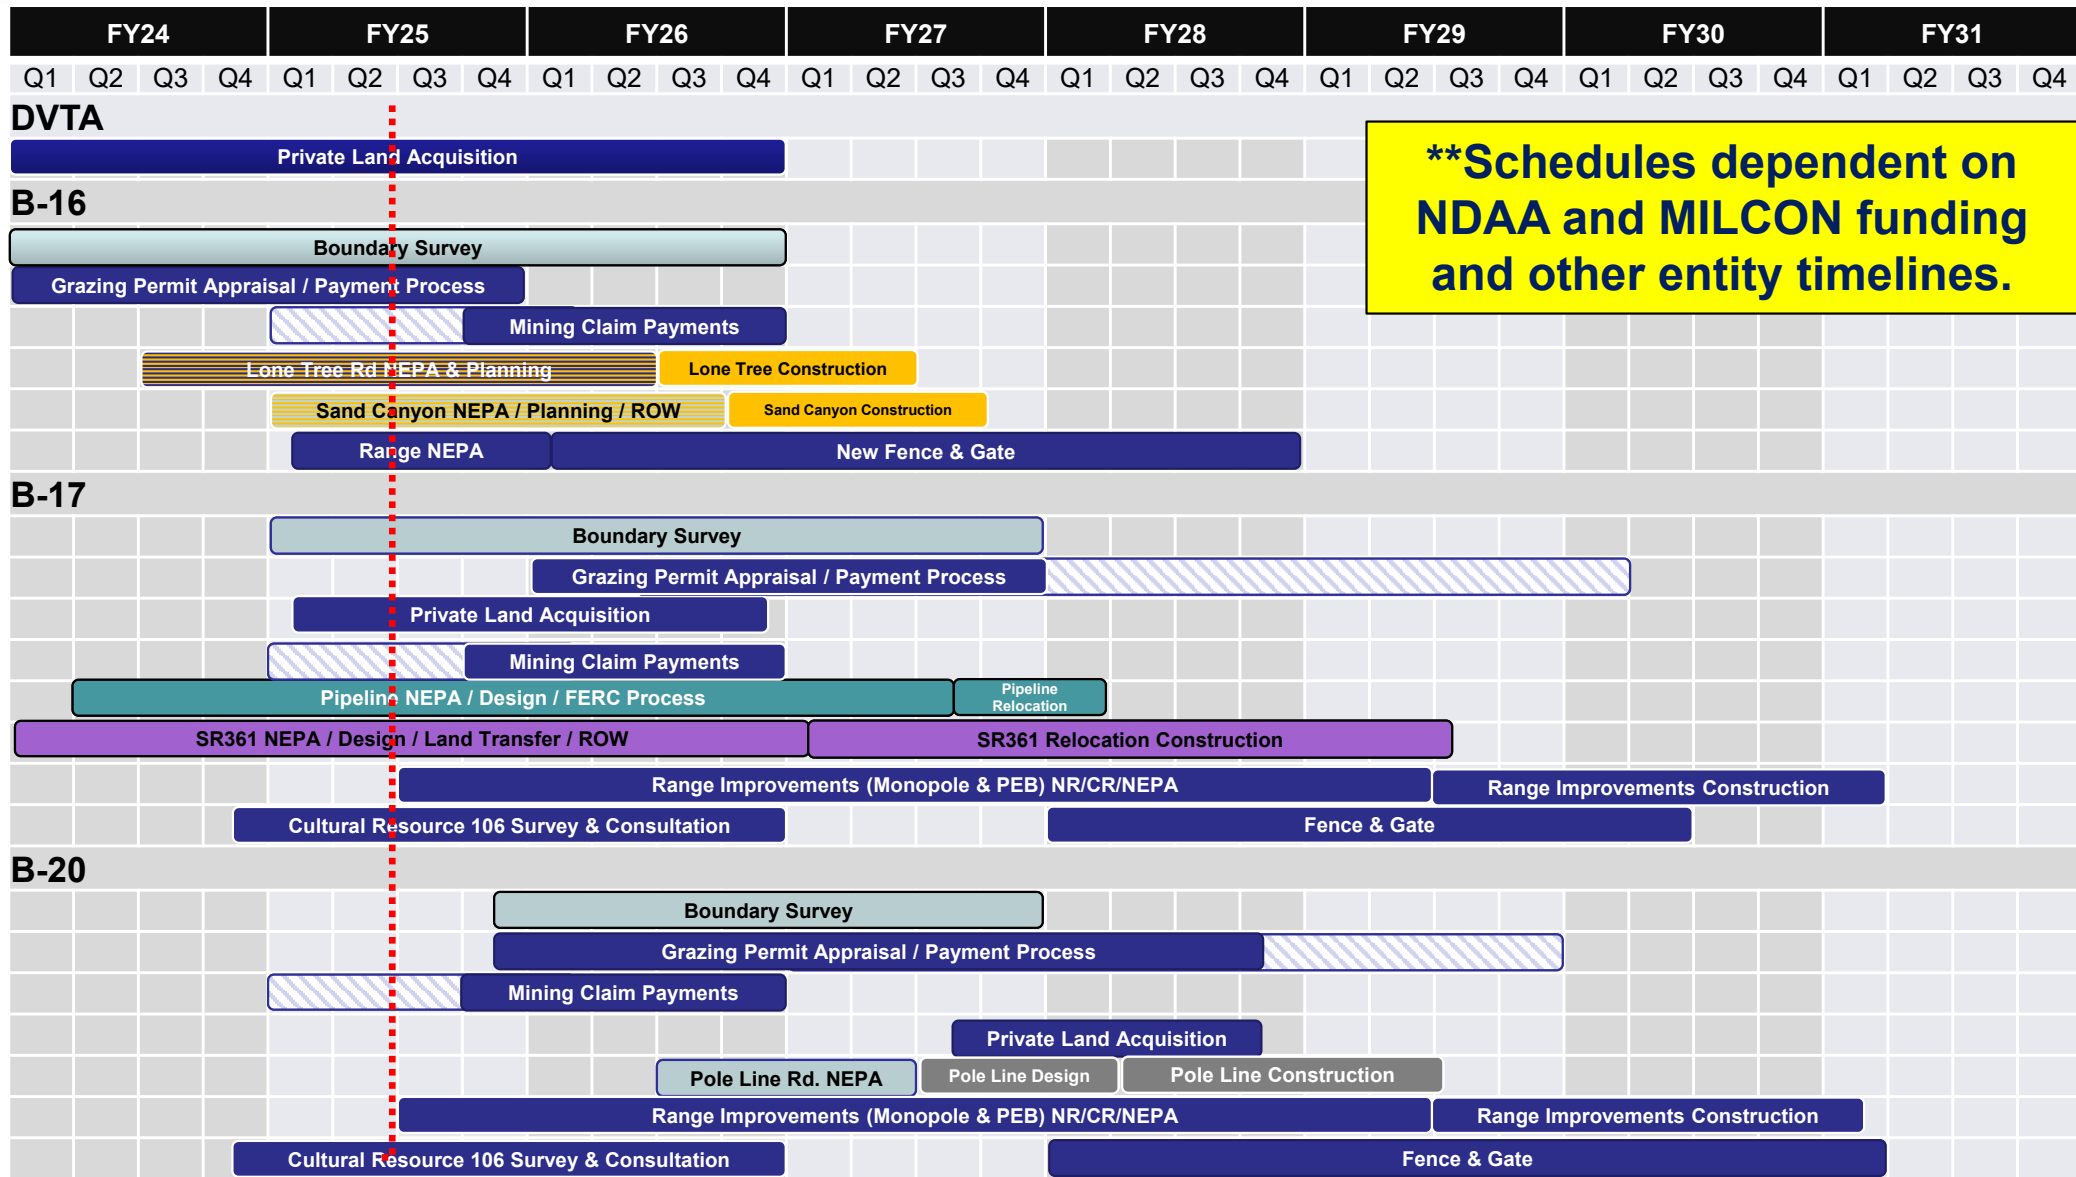 FY24 FY25 FY26 FY27 FY28 FY29 FY30 FY31
Q1 Q2 Q3 Q4 Q1 Q2 Q3 Q4 Q1 Q2 Q3 Q4 Q1 Q2 Q3 Q4 Q1 Q2 Q3 Q4 Q1 Q2 Q3 Q4 Q1 Q2 Q3 Q4 Q1 Q2 Q3 Q4
DVTA
Private Land Acquisition
**Schedules dependent on
NDAA and MILCON funding
and other entity timelines.
B-16
Boundary Survey
Grazing Permit Appraisal / Payment Process
Mining Claim Payments
Lone Tree Rd NEPA & Planning Lone Tree Construction
Sand Canyon NEPA / Planning / ROW Sand Canyon Construction
Range NEPA New Fence & Gate
B-17
Boundary Survey
Grazing Permit Appraisal / Payment Process
Private Land Acquisition
Mining Claim Payments
Pipeline NEPA / Design / FERC Process Pipeline
Relocation
SR361 NEPA / Design / Land Transfer / ROW SR361 Relocation Construction
Range Improvements (Monopole & PEB) NR/CR/NEPA Range Improvements Construction
Cultural Resource 106 Survey & Consultation Fence & Gate
B-20
Boundary Survey
Grazing Permit Appraisal / Payment Process
Mining Claim Payments
Private Land Acquisition
Pole Line Rd. NEPA Pole Line Design Pole Line Construction
Range Improvements (Monopole & PEB) NR/CR/NEPA Range Improvements Construction
Cultural Resource 106 Survey & Consultation Fence & Gate